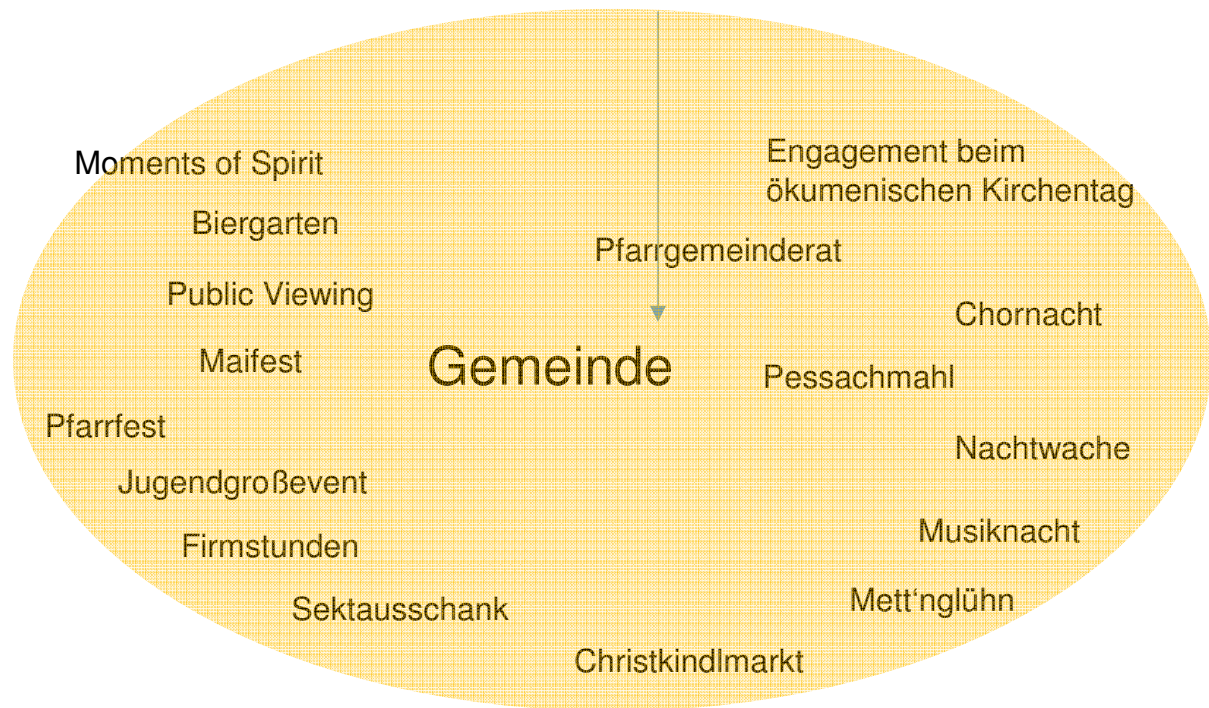 Moments of Spirit
Engagement beim
ökumenischen Kirchentag
Biergarten
Pfarrgemeinderat
Public Viewing
Chornacht
Maifest
Gemeinde
Pessachmahl
Pfarrfest
Nachtwache
Jugendgroßevent
Musiknacht
Firmstunden
Mett‘nglühn
Sektausschank
Christkindlmarkt